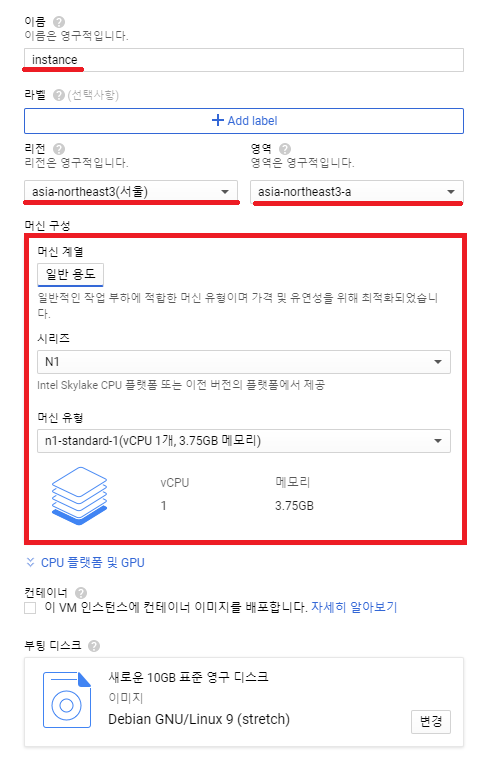 이름
이름은 영구적입니다.
instance
라벨 (선택사항)
+ Add label
리전 영역
리전은 영구적입니다. 영역은 영구적입니다.
asia-northeast3(서울) asia-northeast3-a
머신 구성
머신 계열
일반 용도
일반적인 작업 부하에 적합한 머신 유형이며 가격 및 유연성을 위해 최적화되었습니
다.
시리즈
N1
Intel Skylake CPU 플랫폼 또는 이전 버전의 플랫폼에서 제공
머신 유형
n1-standard-1(vCPU 1개, 3.75GB 메모리)
vCPU 메모리
1 3.75GB
CPU 플랫폼 및 GPU
컨테이너
이 VM 인스턴스에 컨테이너 이미지를 배포합니다. 자세히 알아보기
부팅 디스크
새로운 10GB 표준 영구 디스크
이미지
Debian GNU/Linux 9 (stretch)
변경